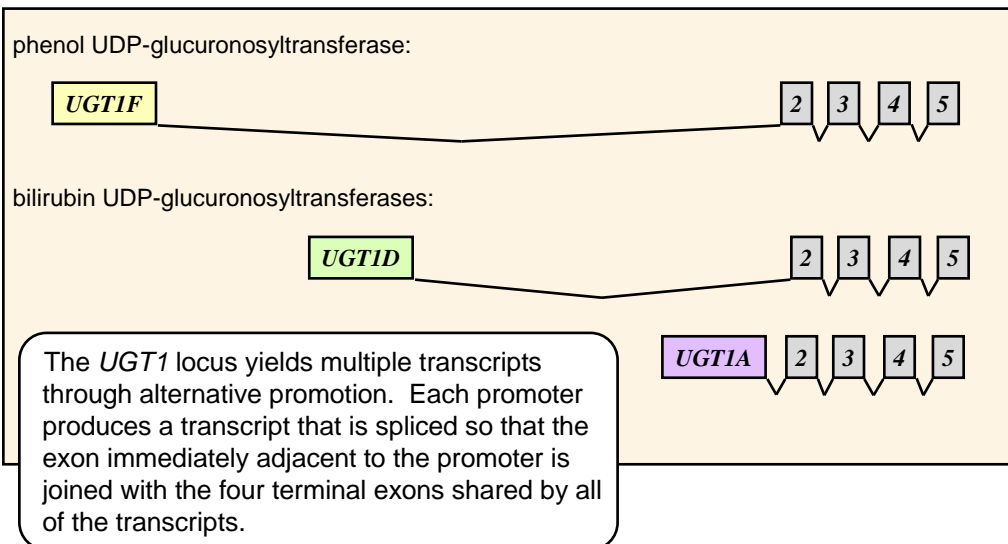 phenol UDP-glucuronosyltransferase:
UGT1F 2 3 4 5
bilirubin UDP-glucuronosyltransferases:
UGT1D 2 3 4 5
UGT1A 2 3 4 5
The UGT1 locus yields multiple transcripts
through alternative promotion. Each promoter
produces a transcript that is spliced so that the
exon immediately adjacent to the promoter is
joined with the four terminal exons shared by all
of the transcripts.